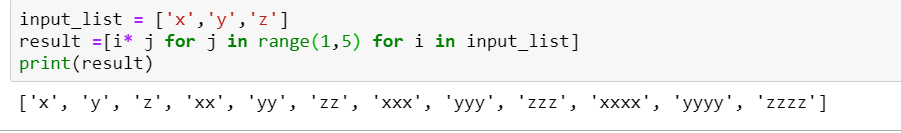 input_list = ['x','y','z']
result =[i* j for j in range(1,5) for i in input_list]
print(result)
['x', 'y', 'z', 'xx', 'yy', 'zz', 'xxx', 'yyy', 'zzz', 'xxxx', 'yyyy', 'zzzz']